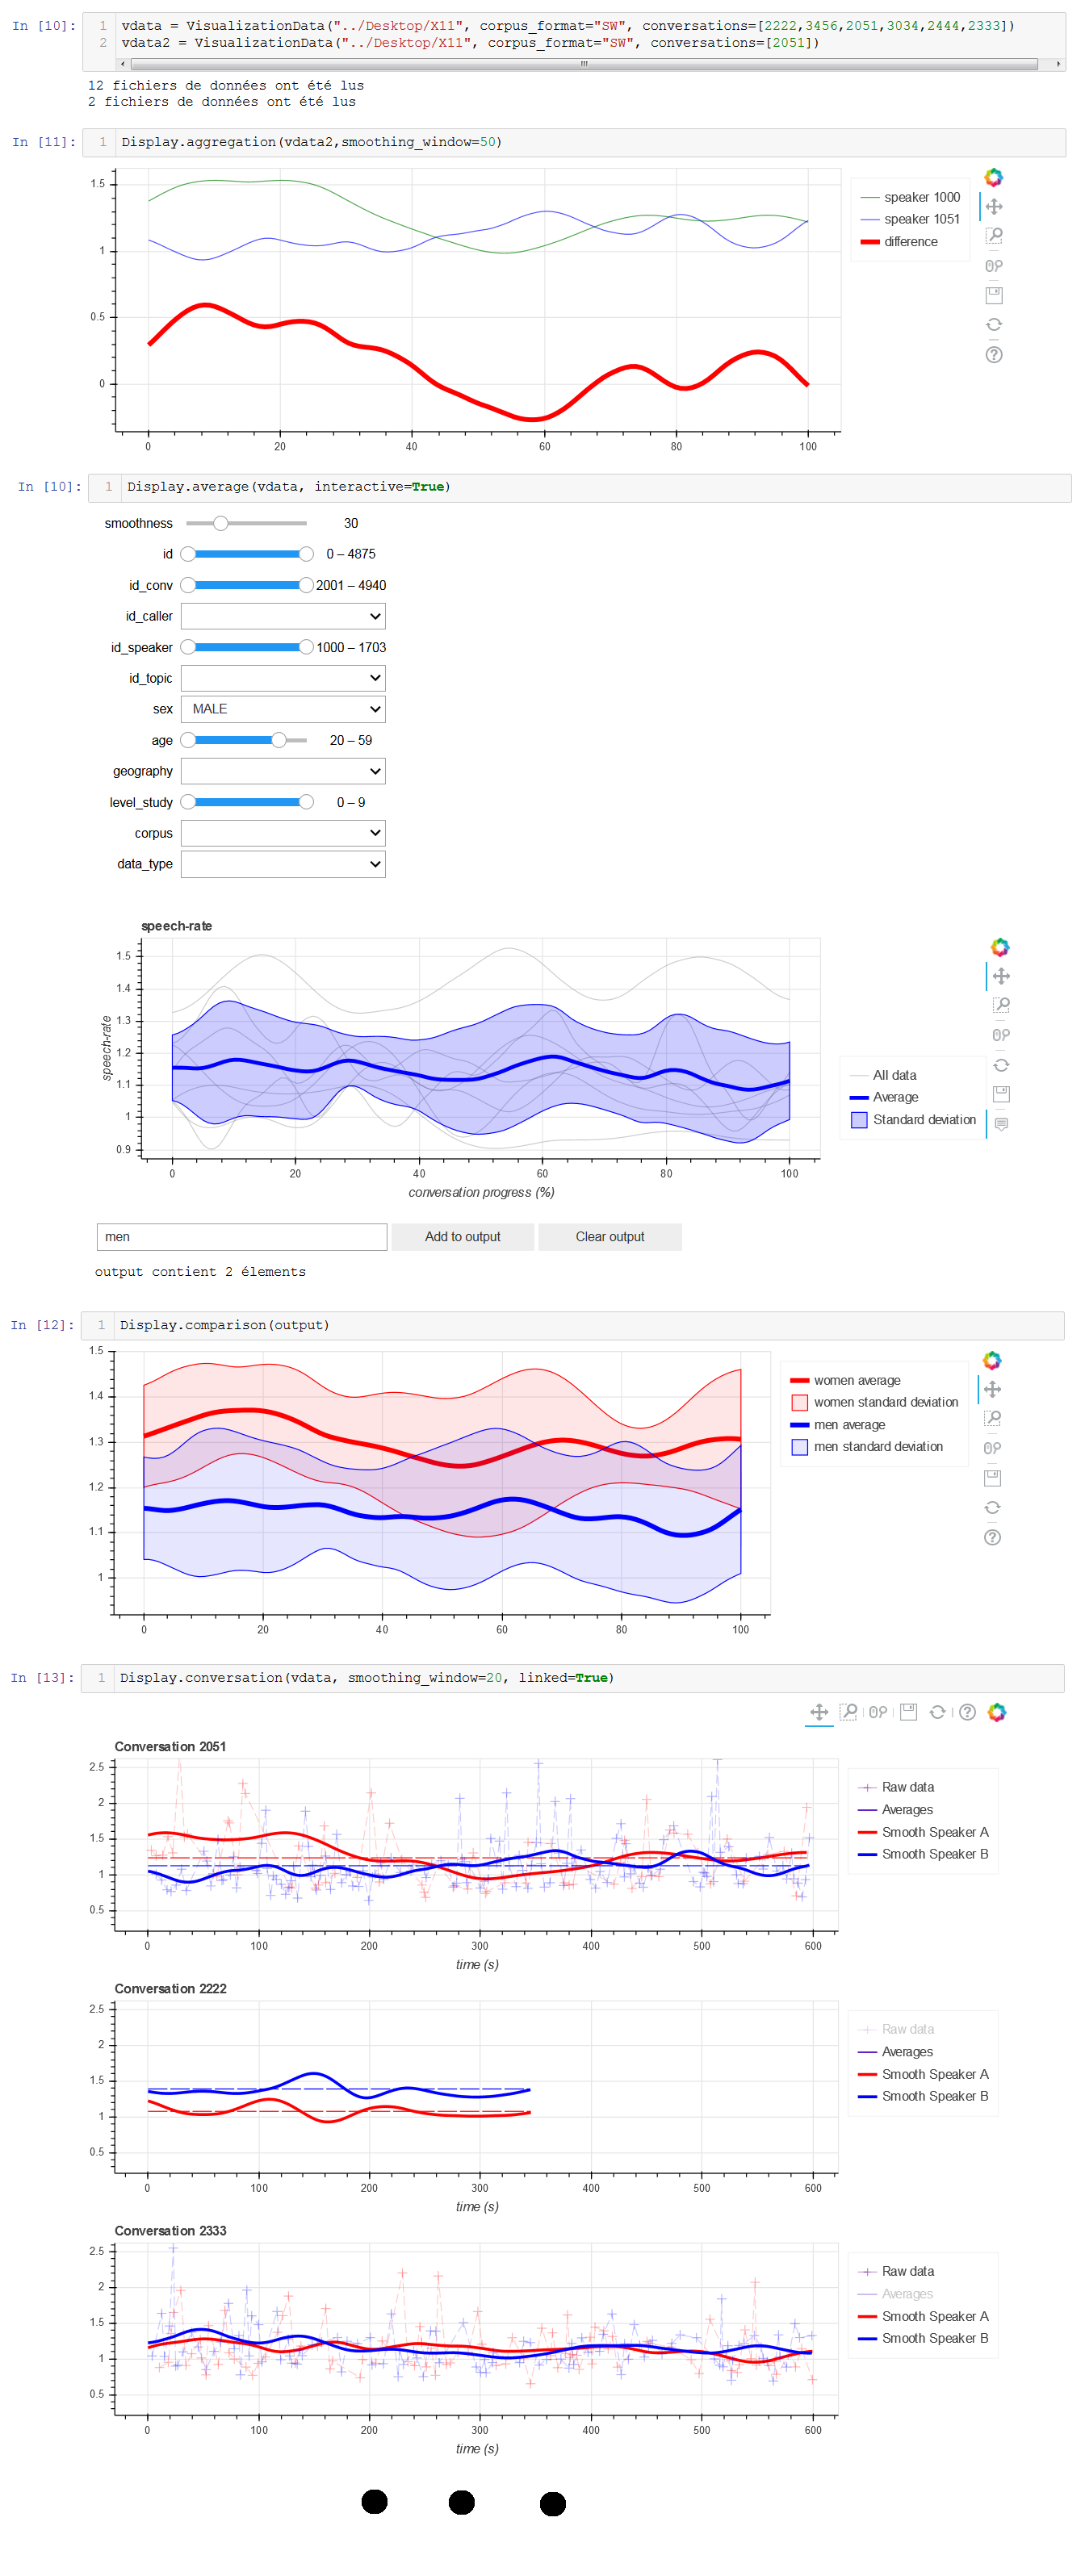 In [10]: 1 vdata = VisualizationData("../Desktop/X11", corpus_format="SW", conversations=[2222,3456,2051,3034,2444,2333])
2 vdata2 = VisualizationData("../Desktop/X11", corpus_format="SW", conversations=[2051])
12 fichiers de données ont été lus
2 fichiers de données ont été lus
In [11]: 1 Display.aggregation(vdata2,smoothing_window=50)
1.5
1
0.5
0
0 20 40 60 80 100
speaker 1000
speaker 1051
difference
In [10]: 1 Display.average(vdata, interactive=True)
smoothness 30
id 0 – 4875
id_conv 2001 – 4940
id_caller
id_speaker 1000 – 1703
id_topic
sex MALE
age 20 – 59
geography
level_study 0 – 9
corpus
data_type
speech-rate
speech-rate
1.5
1.4
1.3
1.2
1.1
1
0.9
0 20 40 60 80 100
conversation progress (%)
All data
Average
Standard deviation
men Add to output Clear output
output contient 2 élements
In [12]: 1 Display.comparison(output)
1.5
1.4
1.3
1.2
1.1
1
0 20 40 60 80 100
women average
women standard deviation
men average
men standard deviation
In [13]: 1 Display.conversation(vdata, smoothing_window=20, linked=True)
Conversation 2051
2.5
2
1.5
1
0.5
0 100 200 300 400 500 600
time (s)
Raw data
Averages
Smooth Speaker A
Smooth Speaker B
Conversation 2222
2.5
2
1.5
1
0.5
0 100 200 300 400 500 600
time (s)
Raw data
Averages
Smooth Speaker A
Smooth Speaker B
Conversation 2333
2.5
2
1.5
1
0.5
0 100 200 300 400 500 600
time (s)
Raw data
Averages
Smooth Speaker A
Smooth Speaker B